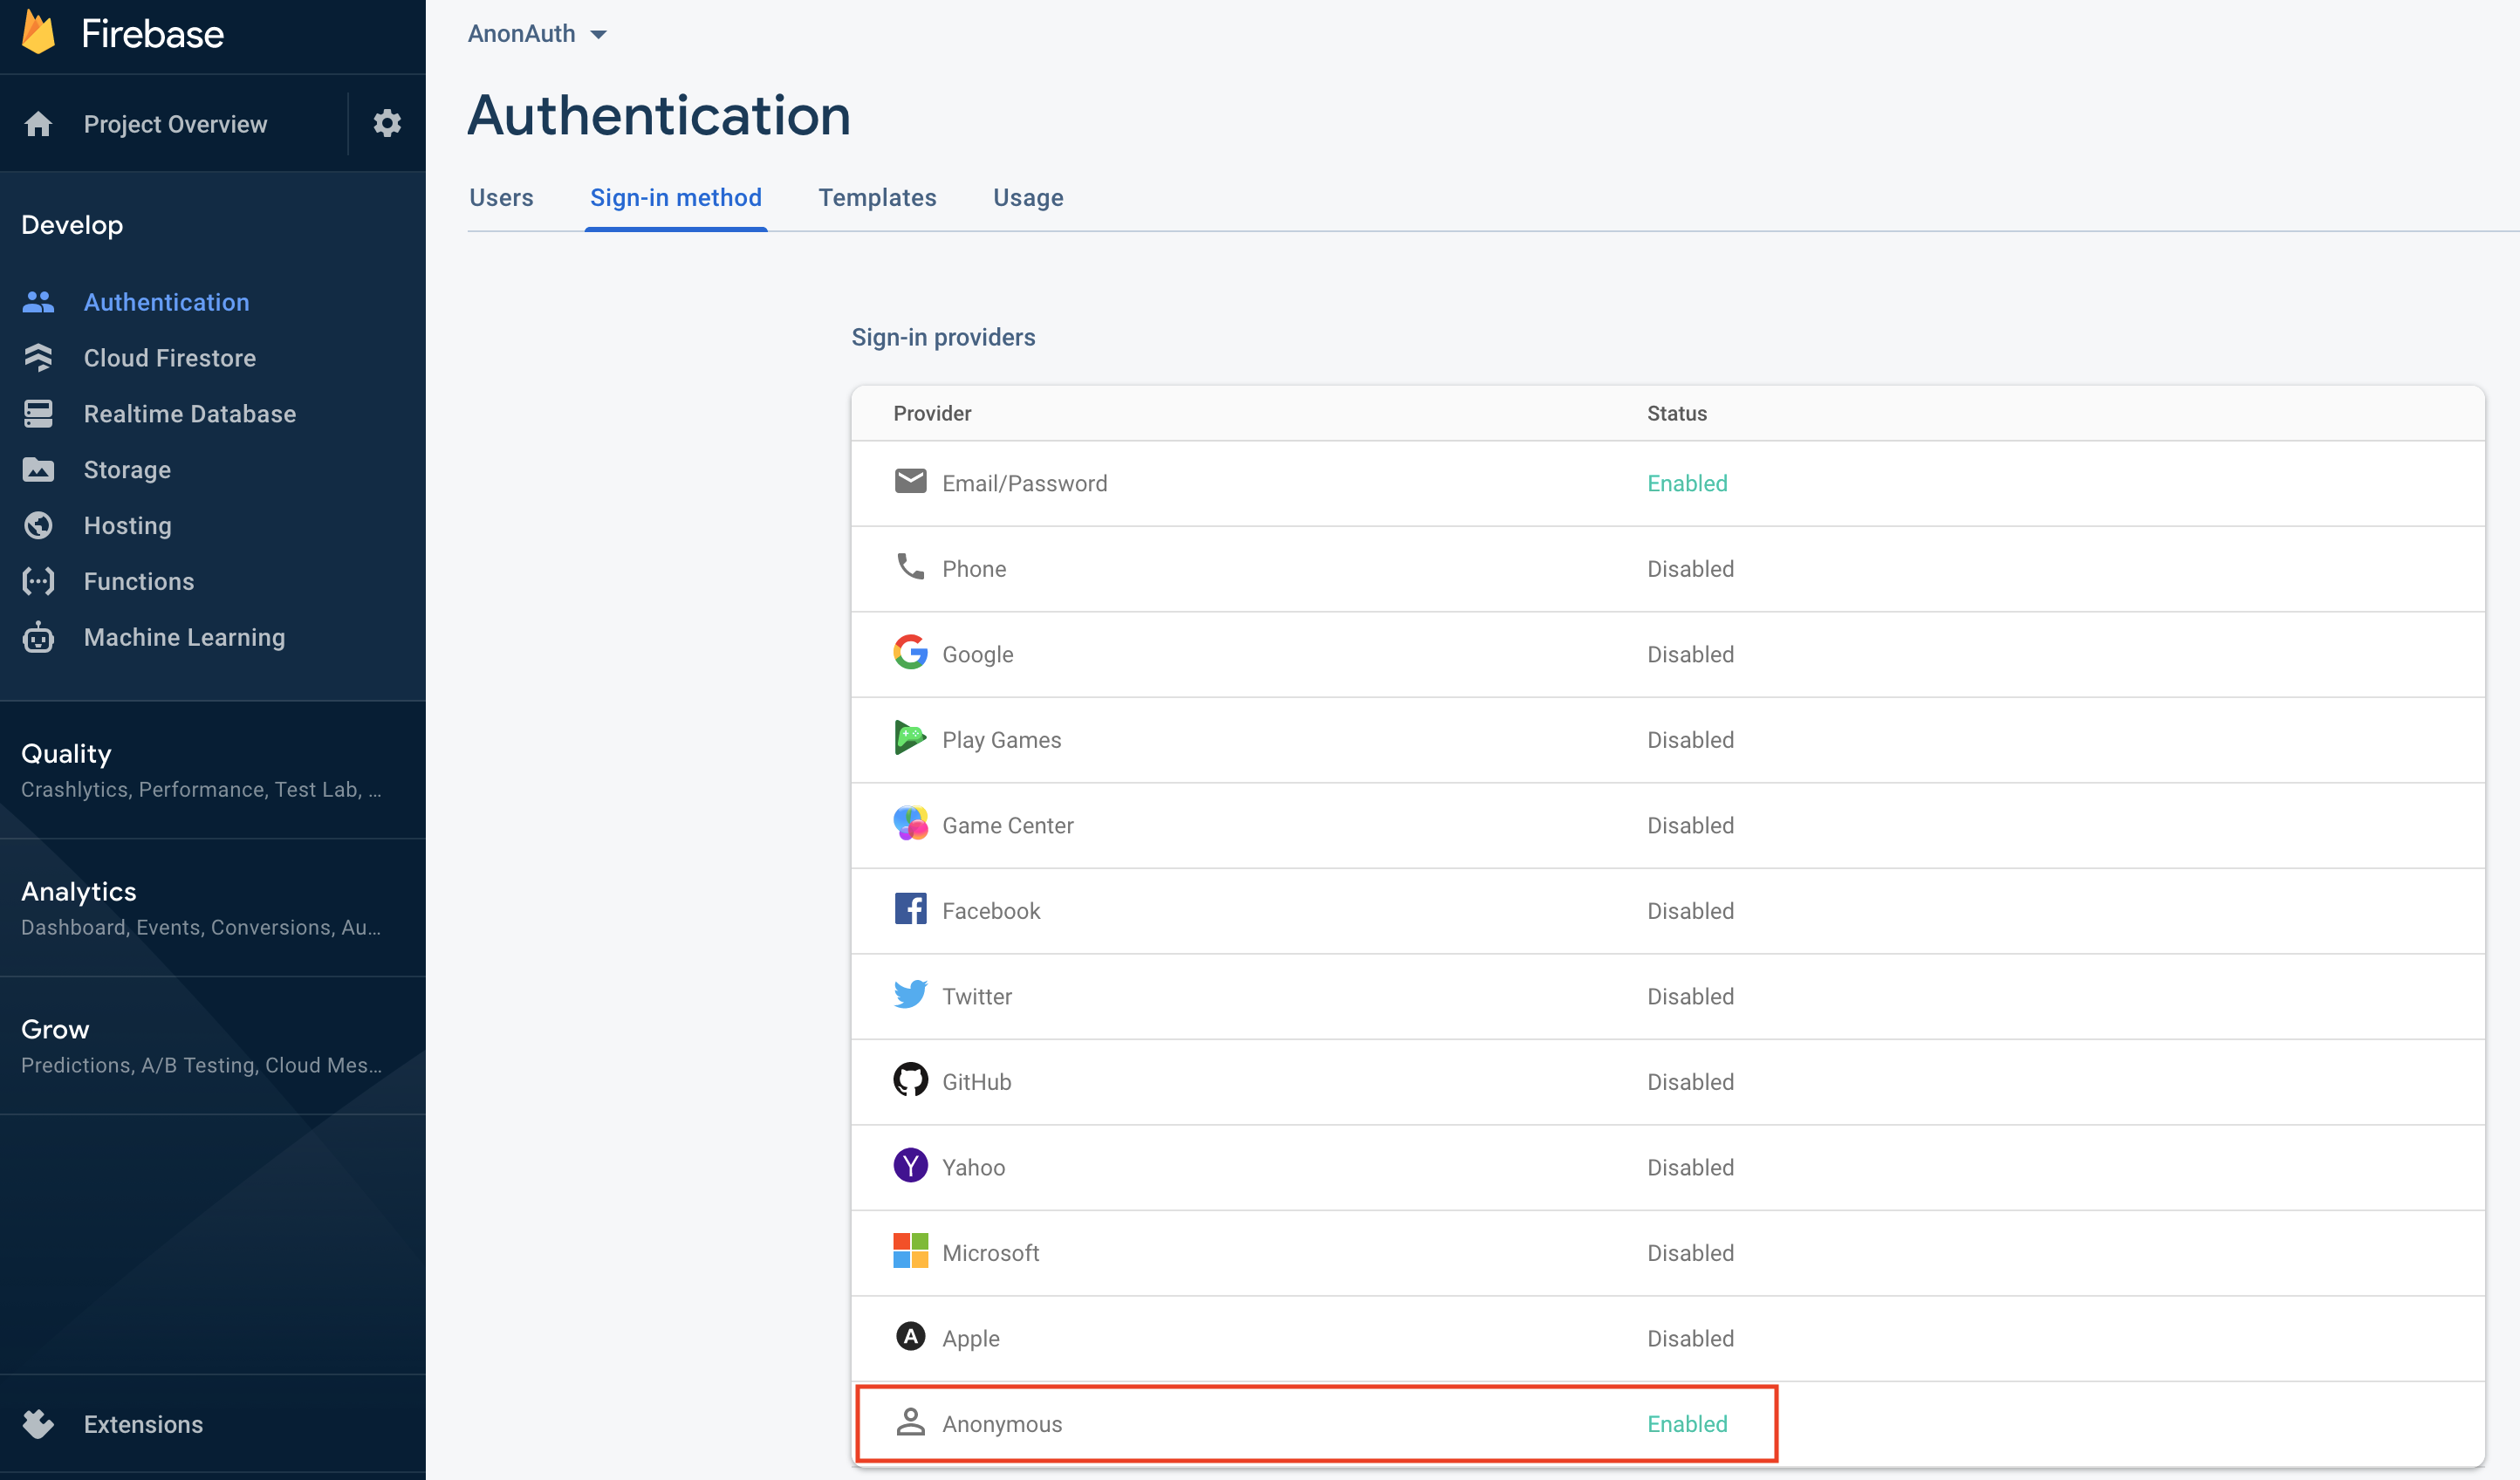 Firebase
Project Overview
Develop
Authentication
Cloud Firestore
Realtime Database
Storage
Hosting
Functions
Machine Learning
Quality
Crashlytics, Performance, Test Lab, ...
Analytics
Dashboard, Events, Conversions, Au...
Grow
Predictions, A/B Testing, Cloud Mes...
Extensions
AnonAuth
Authentication
Users Sign-in method Templates Usage
Sign-in providers
Provider Status
Email/Password Enabled
Phone Disabled
Google Disabled
Play Games Disabled
Game Center Disabled
Facebook Disabled
Twitter Disabled
GitHub Disabled
Yahoo Disabled
Microsoft Disabled
Apple Disabled
Anonymous Enabled